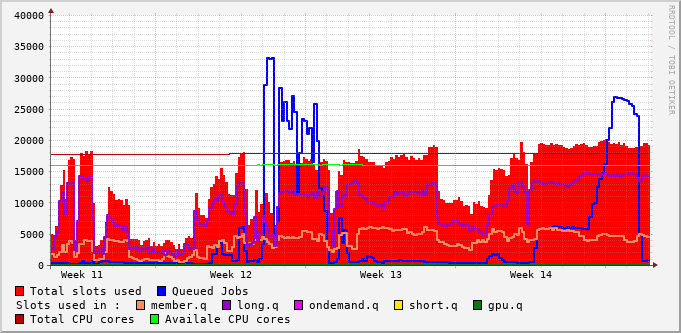 40000
35000
30000
25000
20000
15000
10000
5000
0
Week 11 Week 12 Week 13 Week 14
RRDTOOL / TOBI OETIKER
Total slots used Queued Jobs
Slots used in : member.q long.q ondemand.q short.q gpu.q
Total CPU cores Availale CPU cores